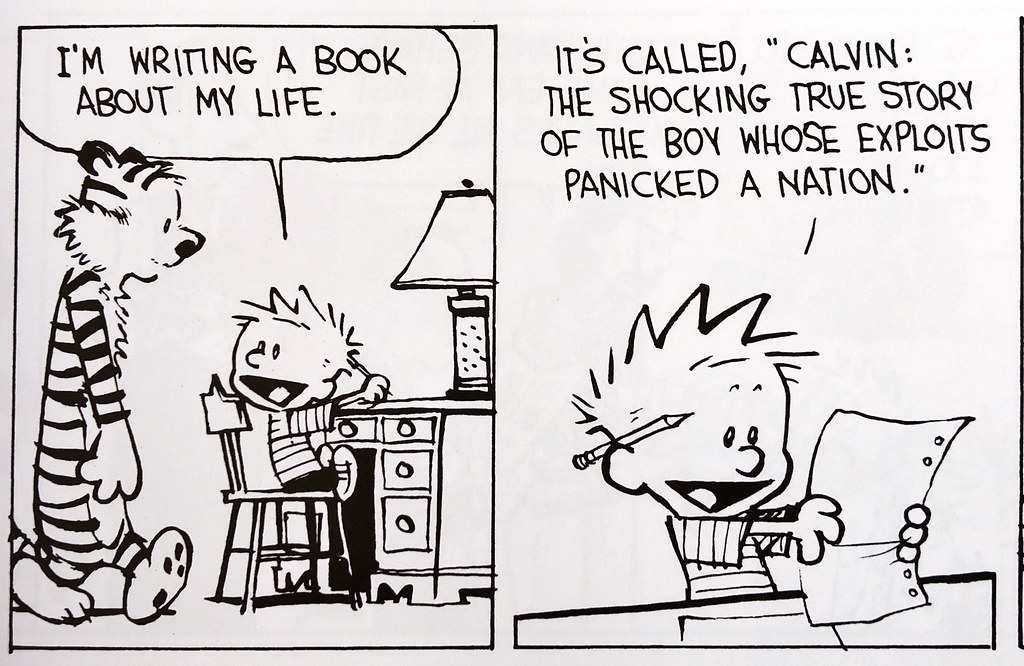 I'M WRITING A BOOK
ABOUT MY LIFE.
IT'S CALLED, "CALVIN:
THE SHOCKING TRUE STORY
OF THE BOY WHOSE EXPLOITS
PANICKED A NATION."